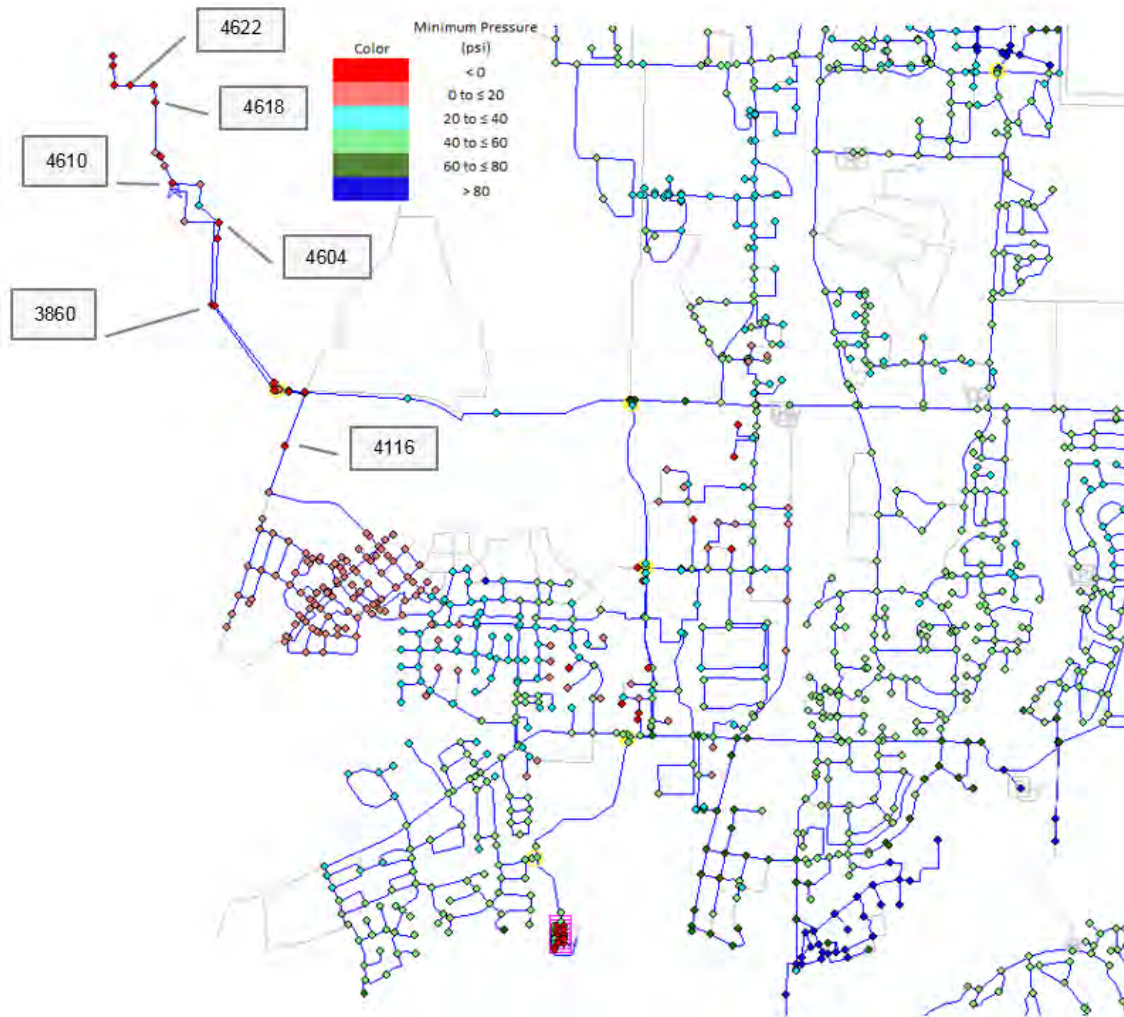 4622
4618
4610
4604
3860
4116
Color
Minimum Pressure
(psi)
< 0
0 to ≤ 20
20 to ≤ 40
40 to ≤ 60
60 to ≤ 80
> 80